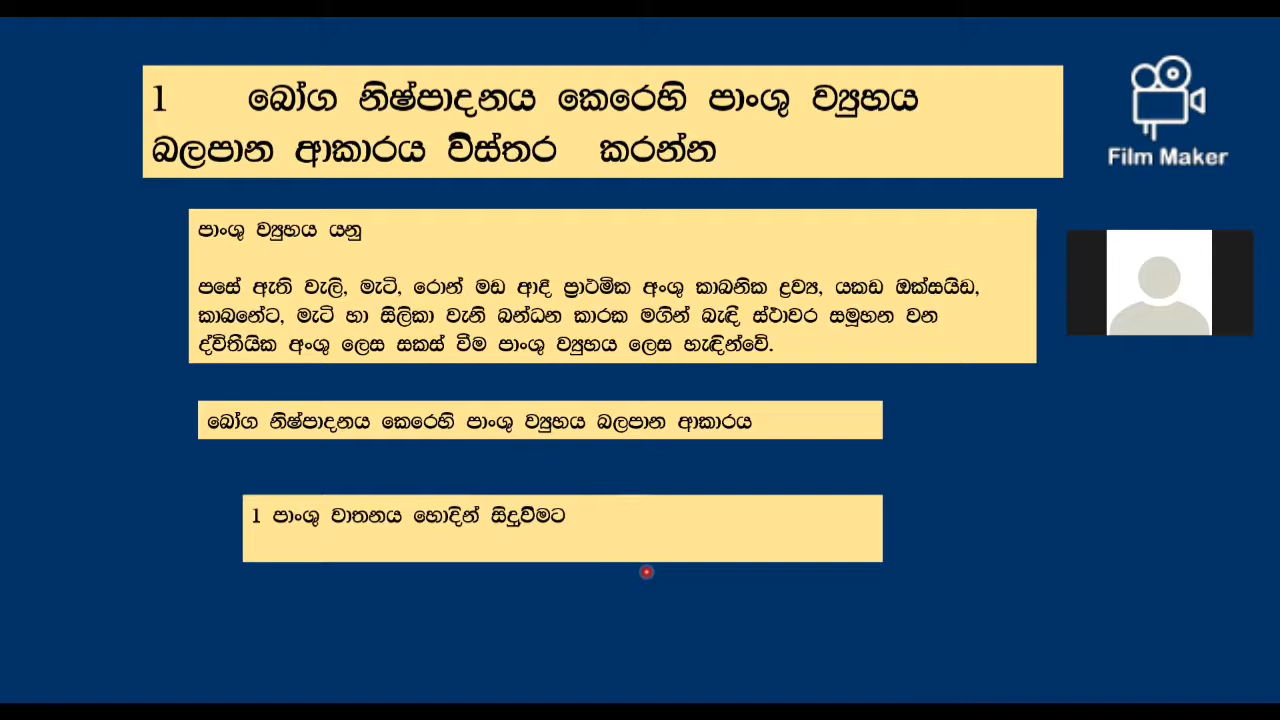 1 බෝග නිෂ්පාදනය කෙරෙහි පාංශු ව්‍යුහය
බලපාන ආකාරය විස්තර කරන්න
Film Maker
පාංශු ව්‍යුහය යනු
පසේ ඇති වැලි, මැටි, රොන් මඩ ආදී ප්‍රාථමික අංශු කාබනික ද්‍රව්‍ය, යකඩ ඔක්සයිඩ,
කාබනේට, මැටි හා සිලිකා වැනි බන්ධන කාරක මගින් බැඳි ස්ථාවර සමූහන වන
ද්විතීයික අංශු ලෙස සකස් වීම පාංශු ව්‍යුහය ලෙස හැඳින්වේ.
බෝග නිෂ්පාදනය කෙරෙහි පාංශු ව්‍යුහය බලපාන ආකාරය
1 පාංශු වාතනය හොදින් සිදුවීමට